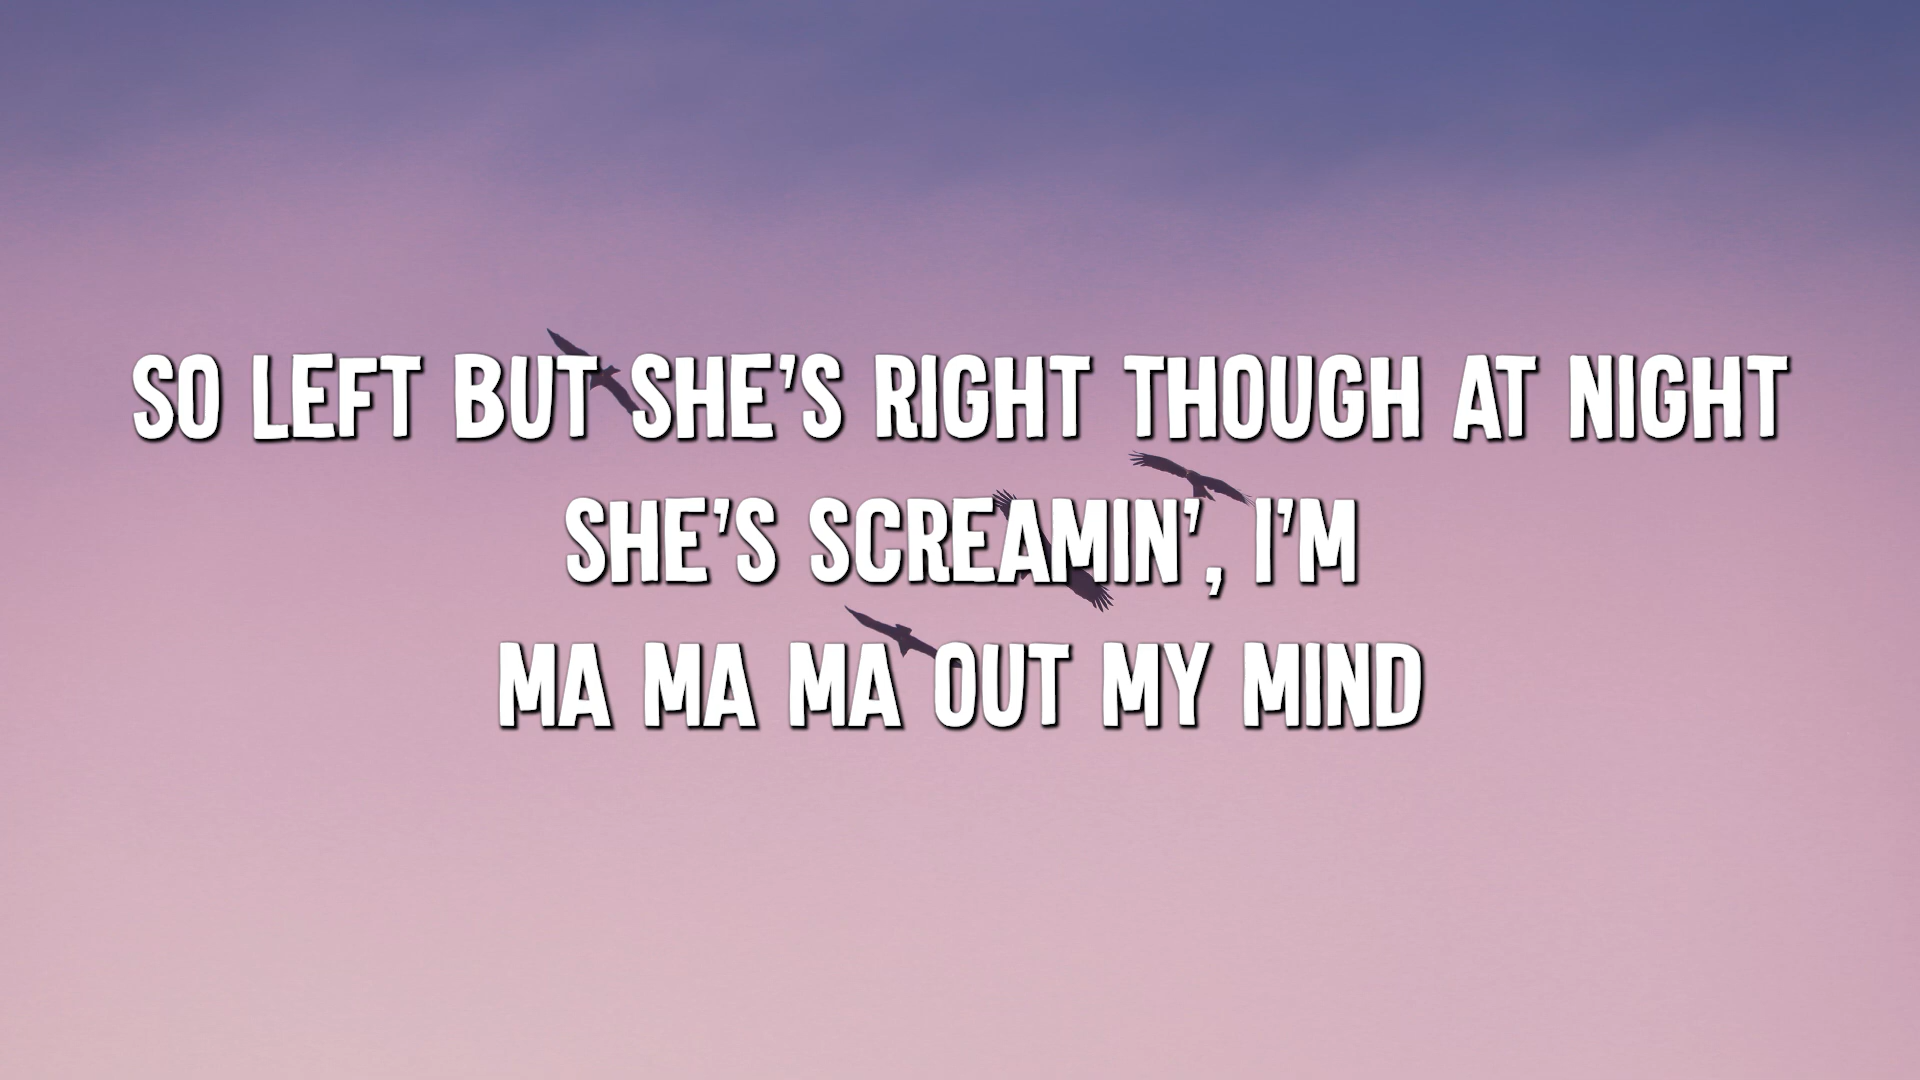 SO LEFT BUT SHE'S RIGHT THOUGH AT NIGHT
SHE'S SCREAMIN', I'M
MA MA MA OUT MY MIND